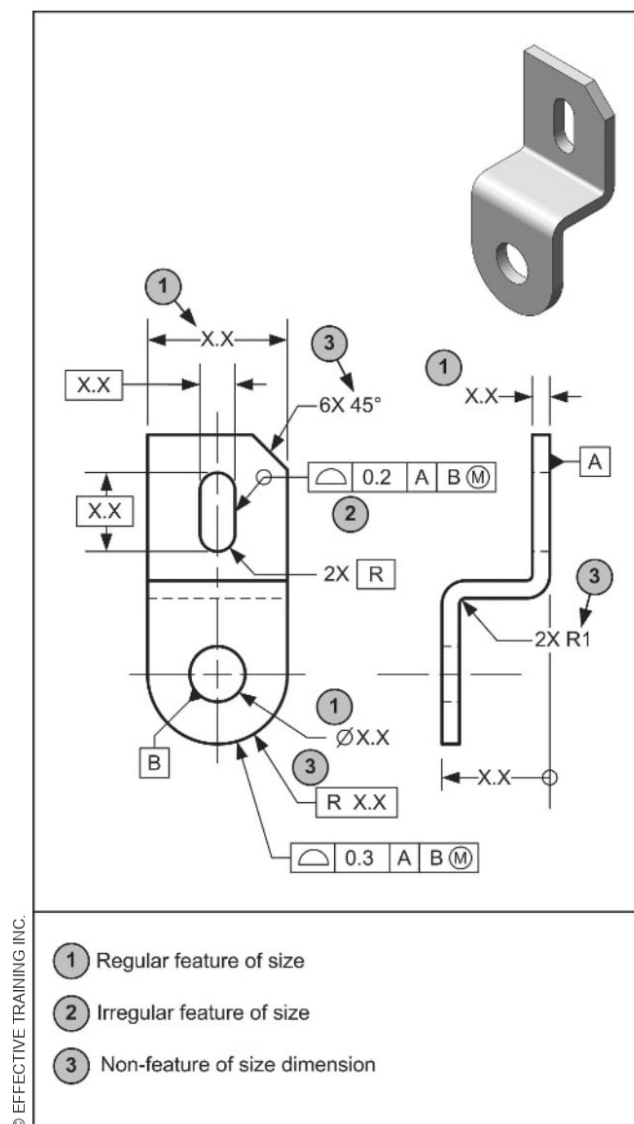 1
X.X
3
1
X.X
X.X
6X 45°
⌓ 0.2 A B Ⓜ
A
2
X.X
3
2X R
2X R1
1
⌀X.X
B
3
X.X
R X.X
⌓ 0.3 A B Ⓜ
1 Regular feature of size
2 Irregular feature of size
3 Non-feature of size dimension
© EFFECTIVE TRAINING INC.